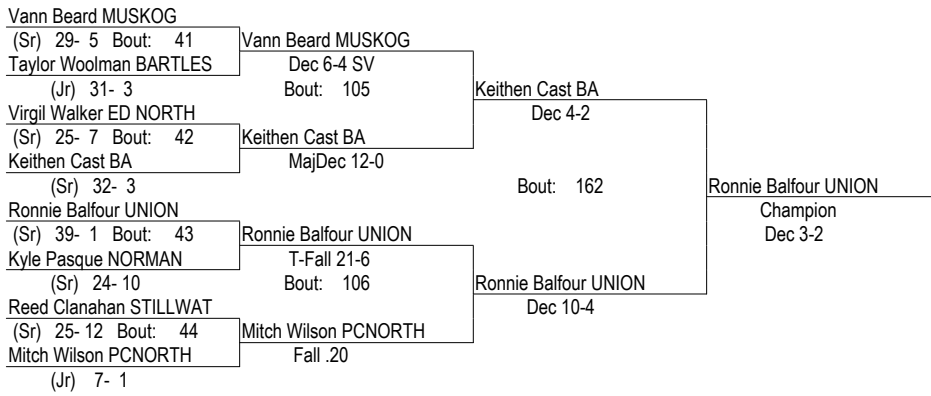 Vann Beard MUSKOG
(Sr) 29- 5 Bout: 41
Vann Beard MUSKOG
Taylor Woolman BARTLES
Dec 6-4 SV
(Jr) 31- 3
Bout: 105
Keithen Cast BA
Virgil Walker ED NORTH
Dec 4-2
(Sr) 25- 7 Bout: 42
Keithen Cast BA
Keithen Cast BA
MajDec 12-0
(Sr) 32- 3
Bout: 162
Ronnie Balfour UNION
Ronnie Balfour UNION
Champion
(Sr) 39- 1 Bout: 43
Ronnie Balfour UNION
Dec 3-2
Kyle Pasque NORMAN
T-Fall 21-6
(Sr) 24- 10
Bout: 106
Ronnie Balfour UNION
Reed Clanahan STILLWAT
Dec 10-4
(Sr) 25- 12 Bout: 44
Mitch Wilson PCNORTH
Mitch Wilson PCNORTH
Fall .20
(Jr) 7- 1